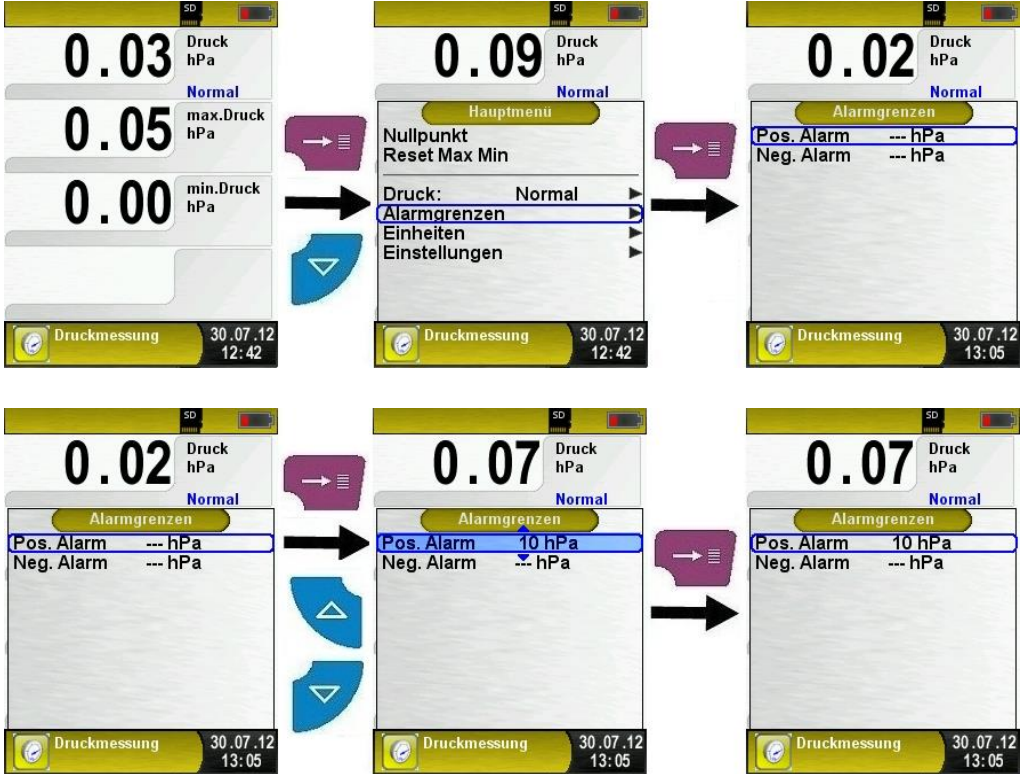 SD
0.03 Druck
hPa
Normal
0.05 max.Druck
hPa
0.00 min.Druck
hPa
Druckmessung 30.07.12
12:42
SD
0.09 Druck
hPa
Normal
Hauptmenü
Nullpunkt
Reset Max Min
Druck: Normal
Alarmgrenzen
Einheiten
Einstellungen
Druckmessung 30.07.12
12:42
SD
0.02 Druck
hPa
Normal
Alarmgrenzen
Pos. Alarm --- hPa
Neg. Alarm --- hPa
Druckmessung 30.07.12
13:05
SD
0.02 Druck
hPa
Normal
Alarmgrenzen
Pos. Alarm --- hPa
Neg. Alarm --- hPa
Druckmessung 30.07.12
13:05
SD
0.07 Druck
hPa
Normal
Alarmgrenzen
Pos. Alarm 10 hPa
Neg. Alarm --- hPa
Druckmessung 30.07.12
13:05
SD
0.07 Druck
hPa
Normal
Alarmgrenzen
Pos. Alarm 10 hPa
Neg. Alarm --- hPa
Druckmessung 30.07.12
13:05